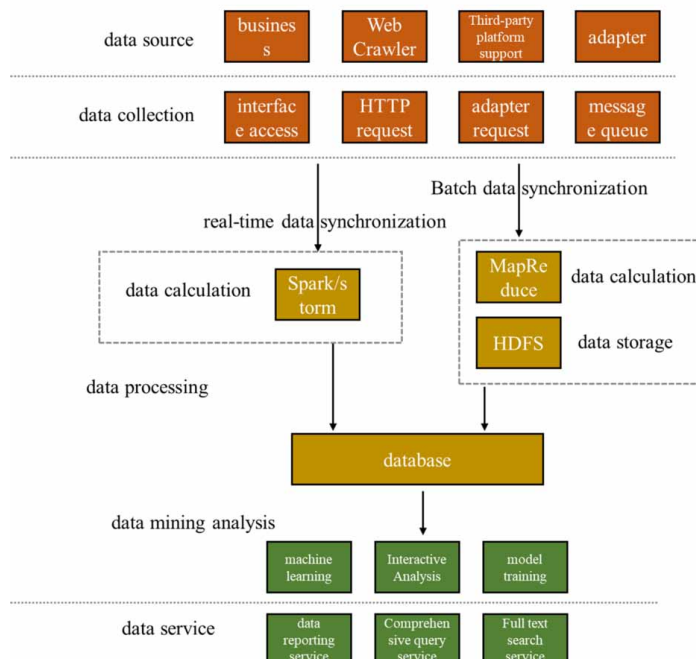 data source
busines
s
Web
Crawler
Third-party
platform
support
adapter
data collection
interfac
e access
HTTP
request
adapter
request
messag
e queue
Batch data synchronization
real-time data synchronization
data calculation
Spark/s
torm
MapRe
duce
data calculation
HDFS
data storage
data processing
database
data mining analysis
machine
learning
Interactive
Analysis
model
training
data service
data
reporting
service
Comprehen
sive query
service
Full text
search
service